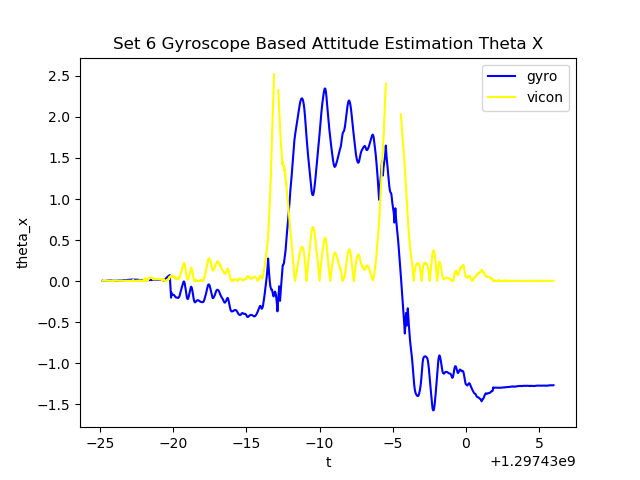 Set 6 Gyroscope Based Attitude Estimation Theta X
gyro
vicon
2.5
2.0
1.5
1.0
0.5
0.0
−0.5
−1.0
−1.5
theta_x
−25 −20 −15 −10 −5 0 5
t
+1.29743e9